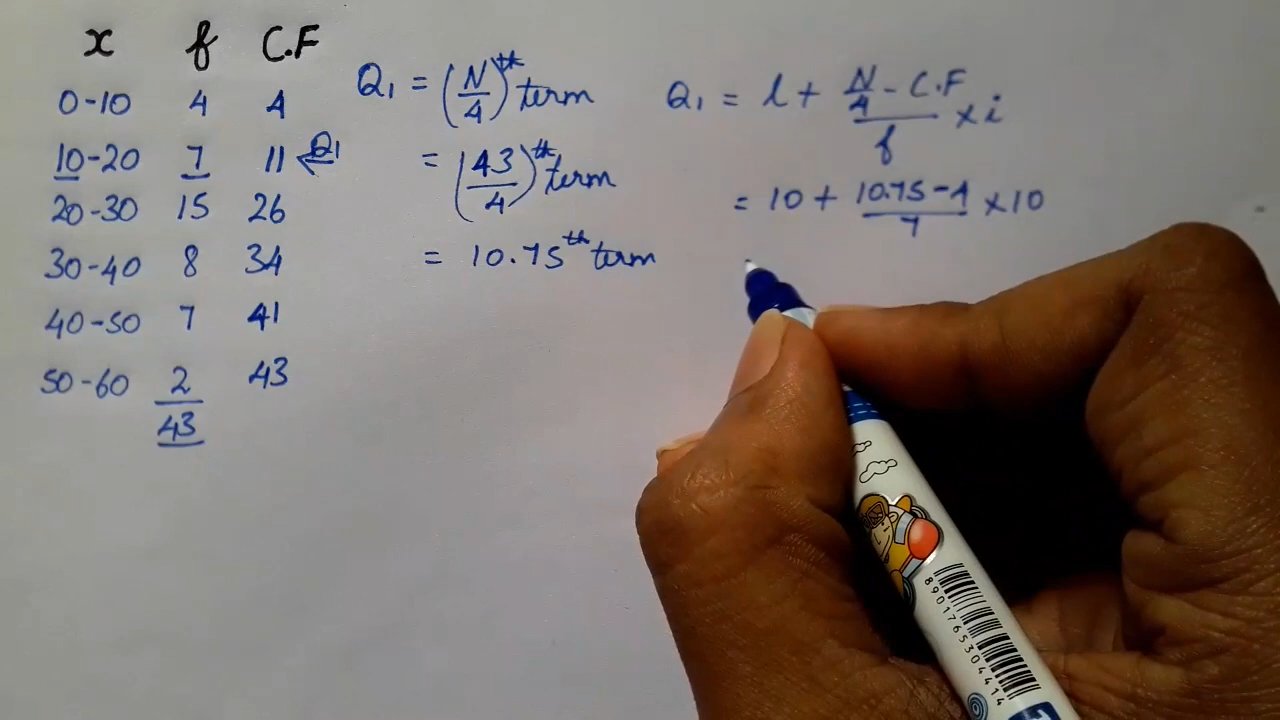 x f C.F
0-10 4 4
10-20 7 11 ← Q1
20-30 15 26
30-40 8 34
40-50 7 41
50-60 2 43
43
Q1 = (N/4)th term
= (43/4)th term
= 10.75th term
Q1 = l + N/4 - C.F / f × i
= 10 + 10.75-4 / 7 × 10
8901765304414